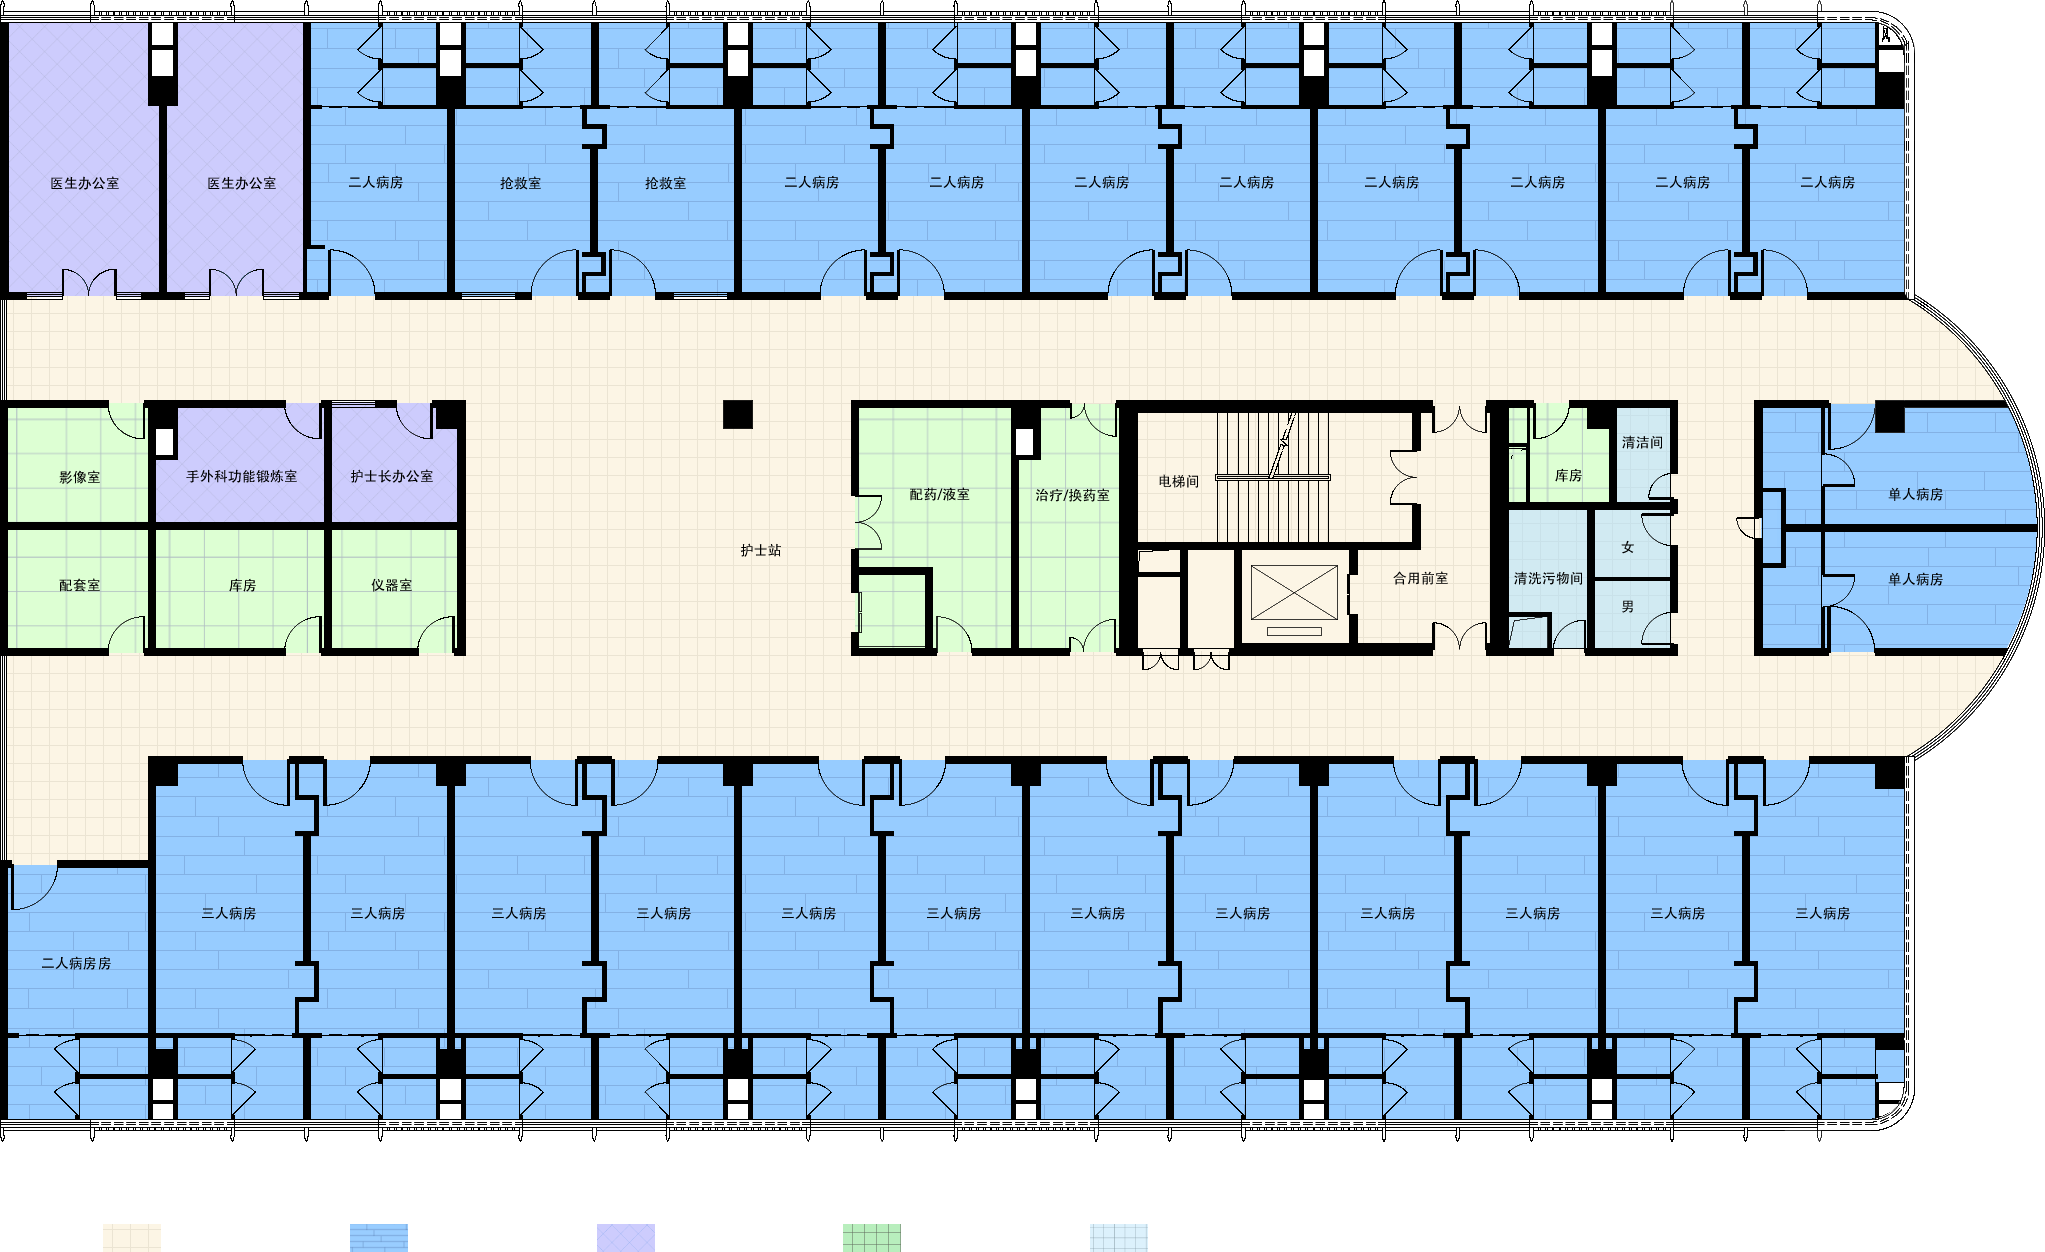 医生办公室
医生办公室
二人病房
抢救室
抢救室
二人病房
二人病房
二人病房
二人病房
二人病房
二人病房
二人病房
二人病房
影像室
手外科功能锻炼室
护士长办公室
配套室
库房
仪器室
护士站
配药/液室
治疗/换药室
电梯间
合用前室
库房
清洁间
清洗污物间
女
男
单人病房
单人病房
二人病房房
三人病房
三人病房
三人病房
三人病房
三人病房
三人病房
三人病房
三人病房
三人病房
三人病房
三人病房
三人病房